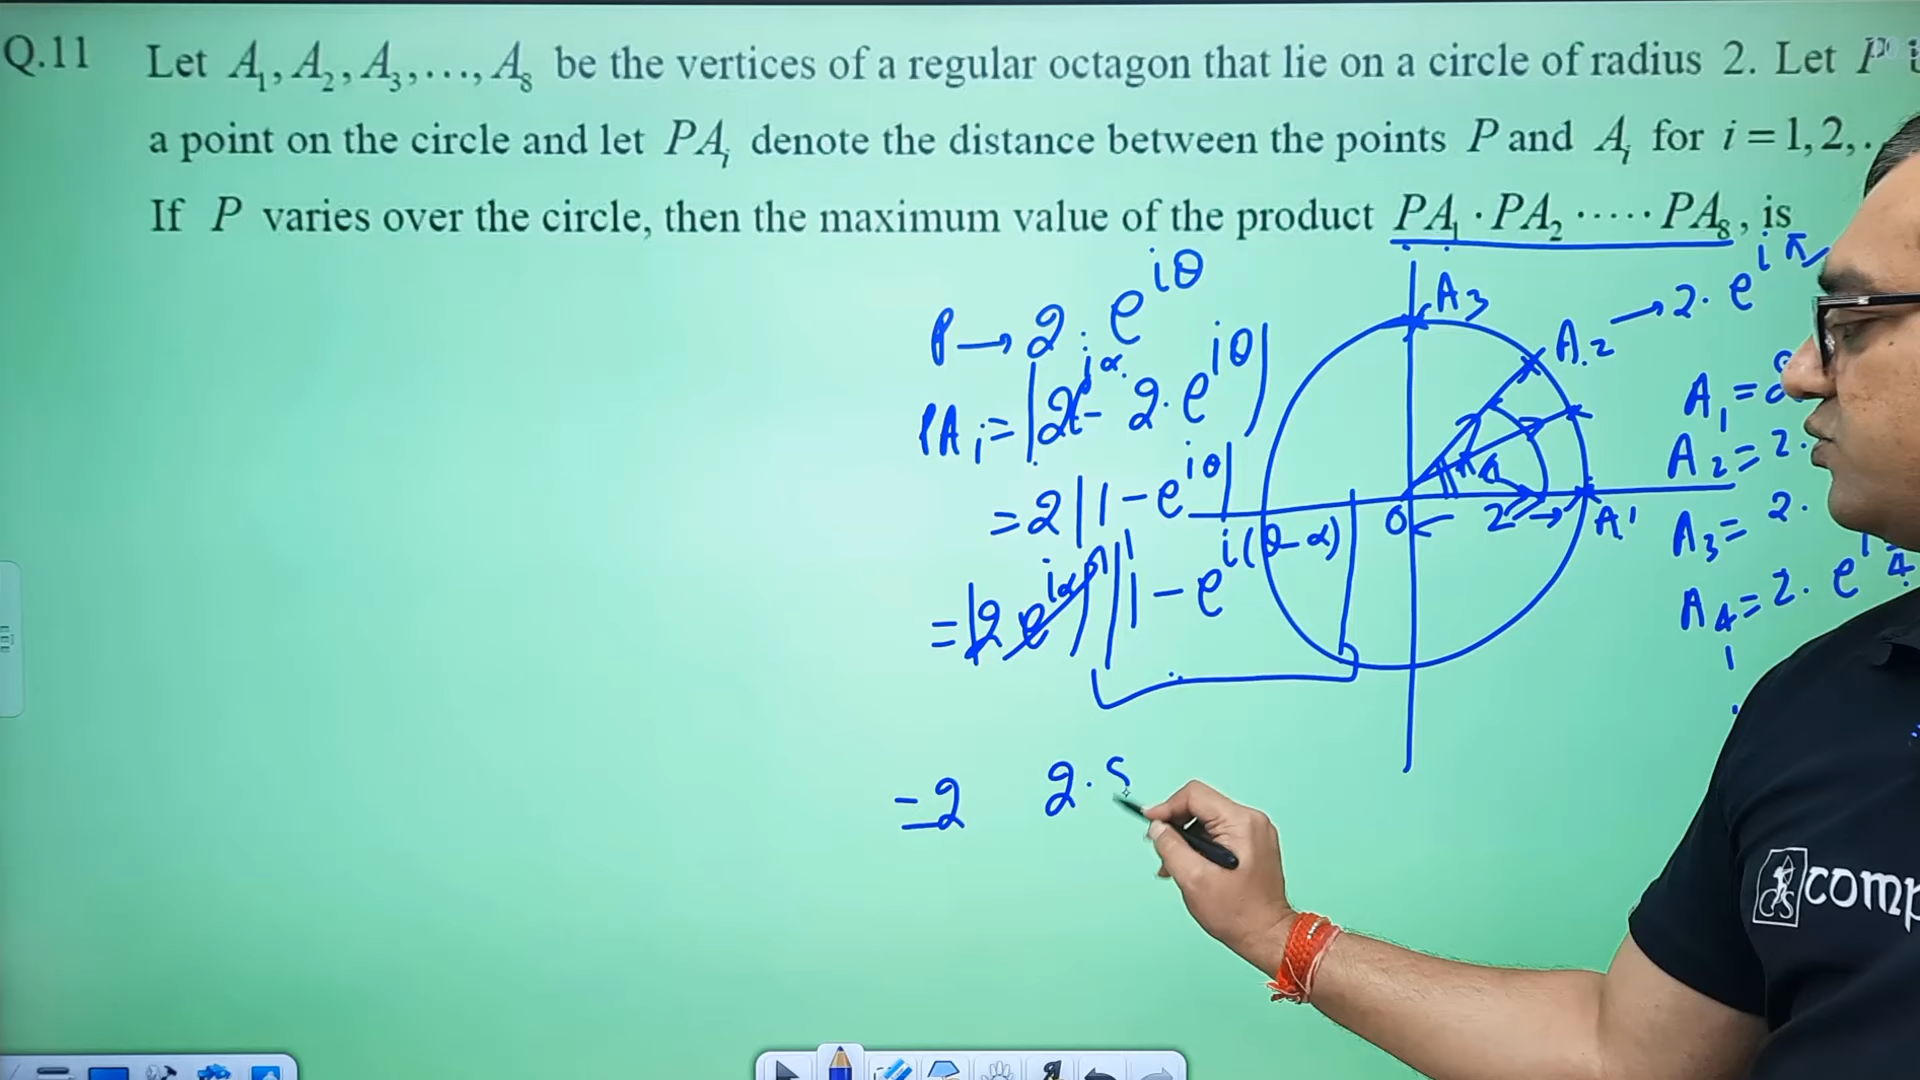 Q.11 Let A₁, A₂, A₃, ..., A₈ be the vertices of a regular octagon that lie on a circle of radius 2. Let P
a point on the circle and let PAᵢ denote the distance between the points P and Aᵢ for i = 1, 2, .
If P varies over the circle, then the maximum value of the product PA₁ · PA₂ ····· PA₈, is
P → 2 · e^{iθ}
PAᵢ = |2e^{iα} - 2 · e^{iθ}|
= 2 |1 - e^{iθ}|
= |2 e^{iα}| |1 - e^{i(θ-α)}|
= 2 2 · s
A₃
A₂ → 2 · e^{iπ
θ
O
2
A₁
A₁ =
A₂ = 2 ·
A₃ = 2 ·
A₄ = 2 · e^{i
4
comp